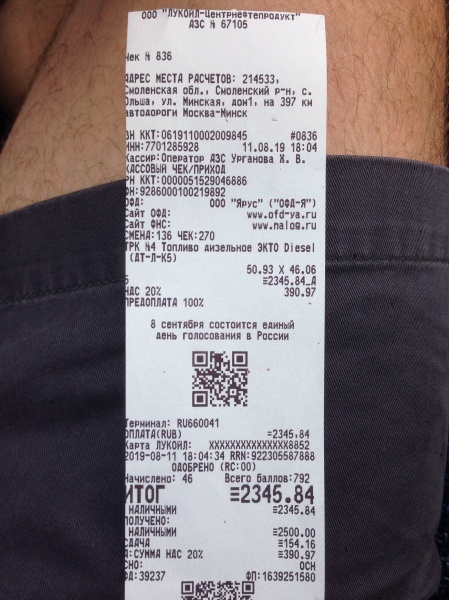 ООО "ЛУКОЙЛ-Центрнефтепродукт"
АЗС № 67105
Чек № 836
АДРЕС МЕСТА РАСЧЕТОВ: 214533,
Смоленская обл., Смоленский р-н, с.
Ольша, ул. Минская, дом1, на 397 км
автодороги Москва-Минск
ЗН ККТ:0619110002009845 #0836
ИНН:7701285928 11.08.19 18:04
Кассир:Оператор АЗС Урганова Х. В.
КАССОВЫЙ ЧЕК/ПРИХОД
РН ККТ:0000051529046886
ФН:9286000100219892
ОФД: ООО "Ярус" ("ОФД-Я")
Сайт ОФД: www.ofd-ya.ru
Сайт ФНС: www.nalog.ru
СМЕНА:136 ЧЕК:270
ТРК №4 Топливо дизельное ЭКТО Diesel
(ДТ-Л-К5)
50.93 X 46.06
≡2345.84_А
НАС 20% 390.97
ПРЕДОПЛАТА 100%
8 сентября состоится единый
день голосования в России
Терминал: RU660041
ОПЛАТА(RUB) =2345.84
Карта ЛУКОЙЛ: XXXXXXXXXXXXXXX8852
2019-08-11 18:04:34 RRN:922305587888
ОДОБРЕНО (RC:00)
Начислено: 46 Всего баллов:792
ИТОГ ≡2345.84
НАЛИЧНЫМИ ≡2345.84
ПОЛУЧЕНО:
НАЛИЧНЫМИ ≡2500.00
СДАЧА ≡154.16
А:СУММА НАС 20% ≡390.97
СНО: ОСН
ФД:39237 ФП:1639251580